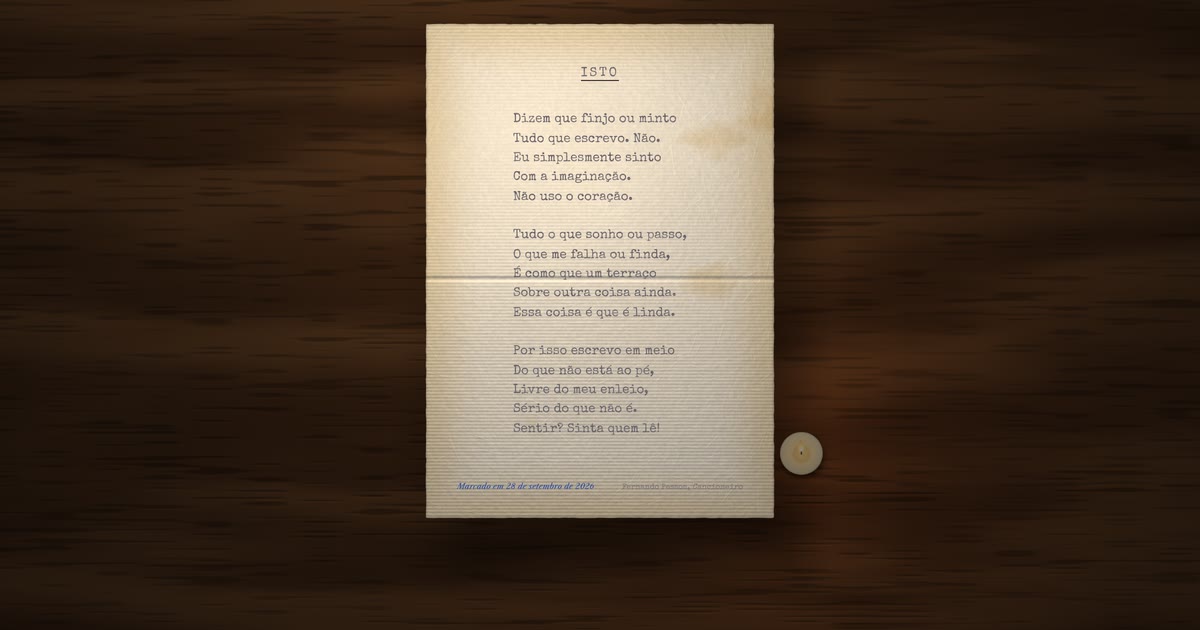 ISTO
Dizem que finjo ou minto
Tudo que escrevo. Não.
Eu simplesmente sinto
Com a imaginação.
Não uso o coração.
Tudo o que sonho ou passo,
O que me falha ou finda,
É como que um terraço
Sobre outra coisa ainda.
Essa coisa é que é linda.
Por isso escrevo em meio
Do que não está ao pé,
Livre do meu enleio,
Sério do que não é.
Sentir? Sinta quem lê!
Marcado em 28 de setembro de 2026
Fernando Pessoa, Cancioneiro